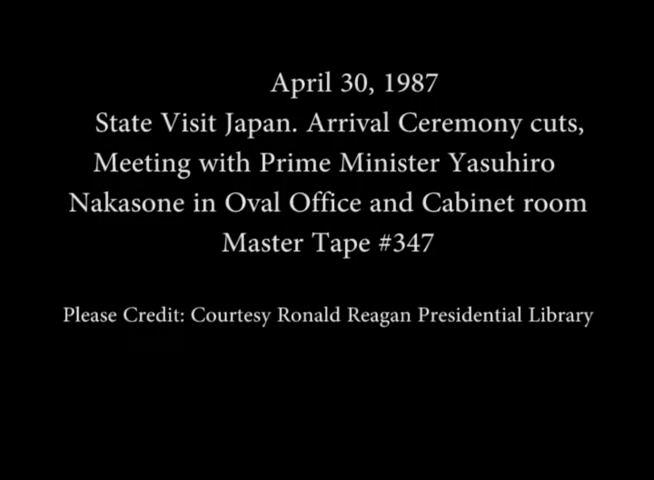 April 30, 1987
State Visit Japan. Arrival Ceremony cuts,
Meeting with Prime Minister Yasuhiro
Nakasone in Oval Office and Cabinet room
Master Tape #347
Please Credit: Courtesy Ronald Reagan Presidential Library